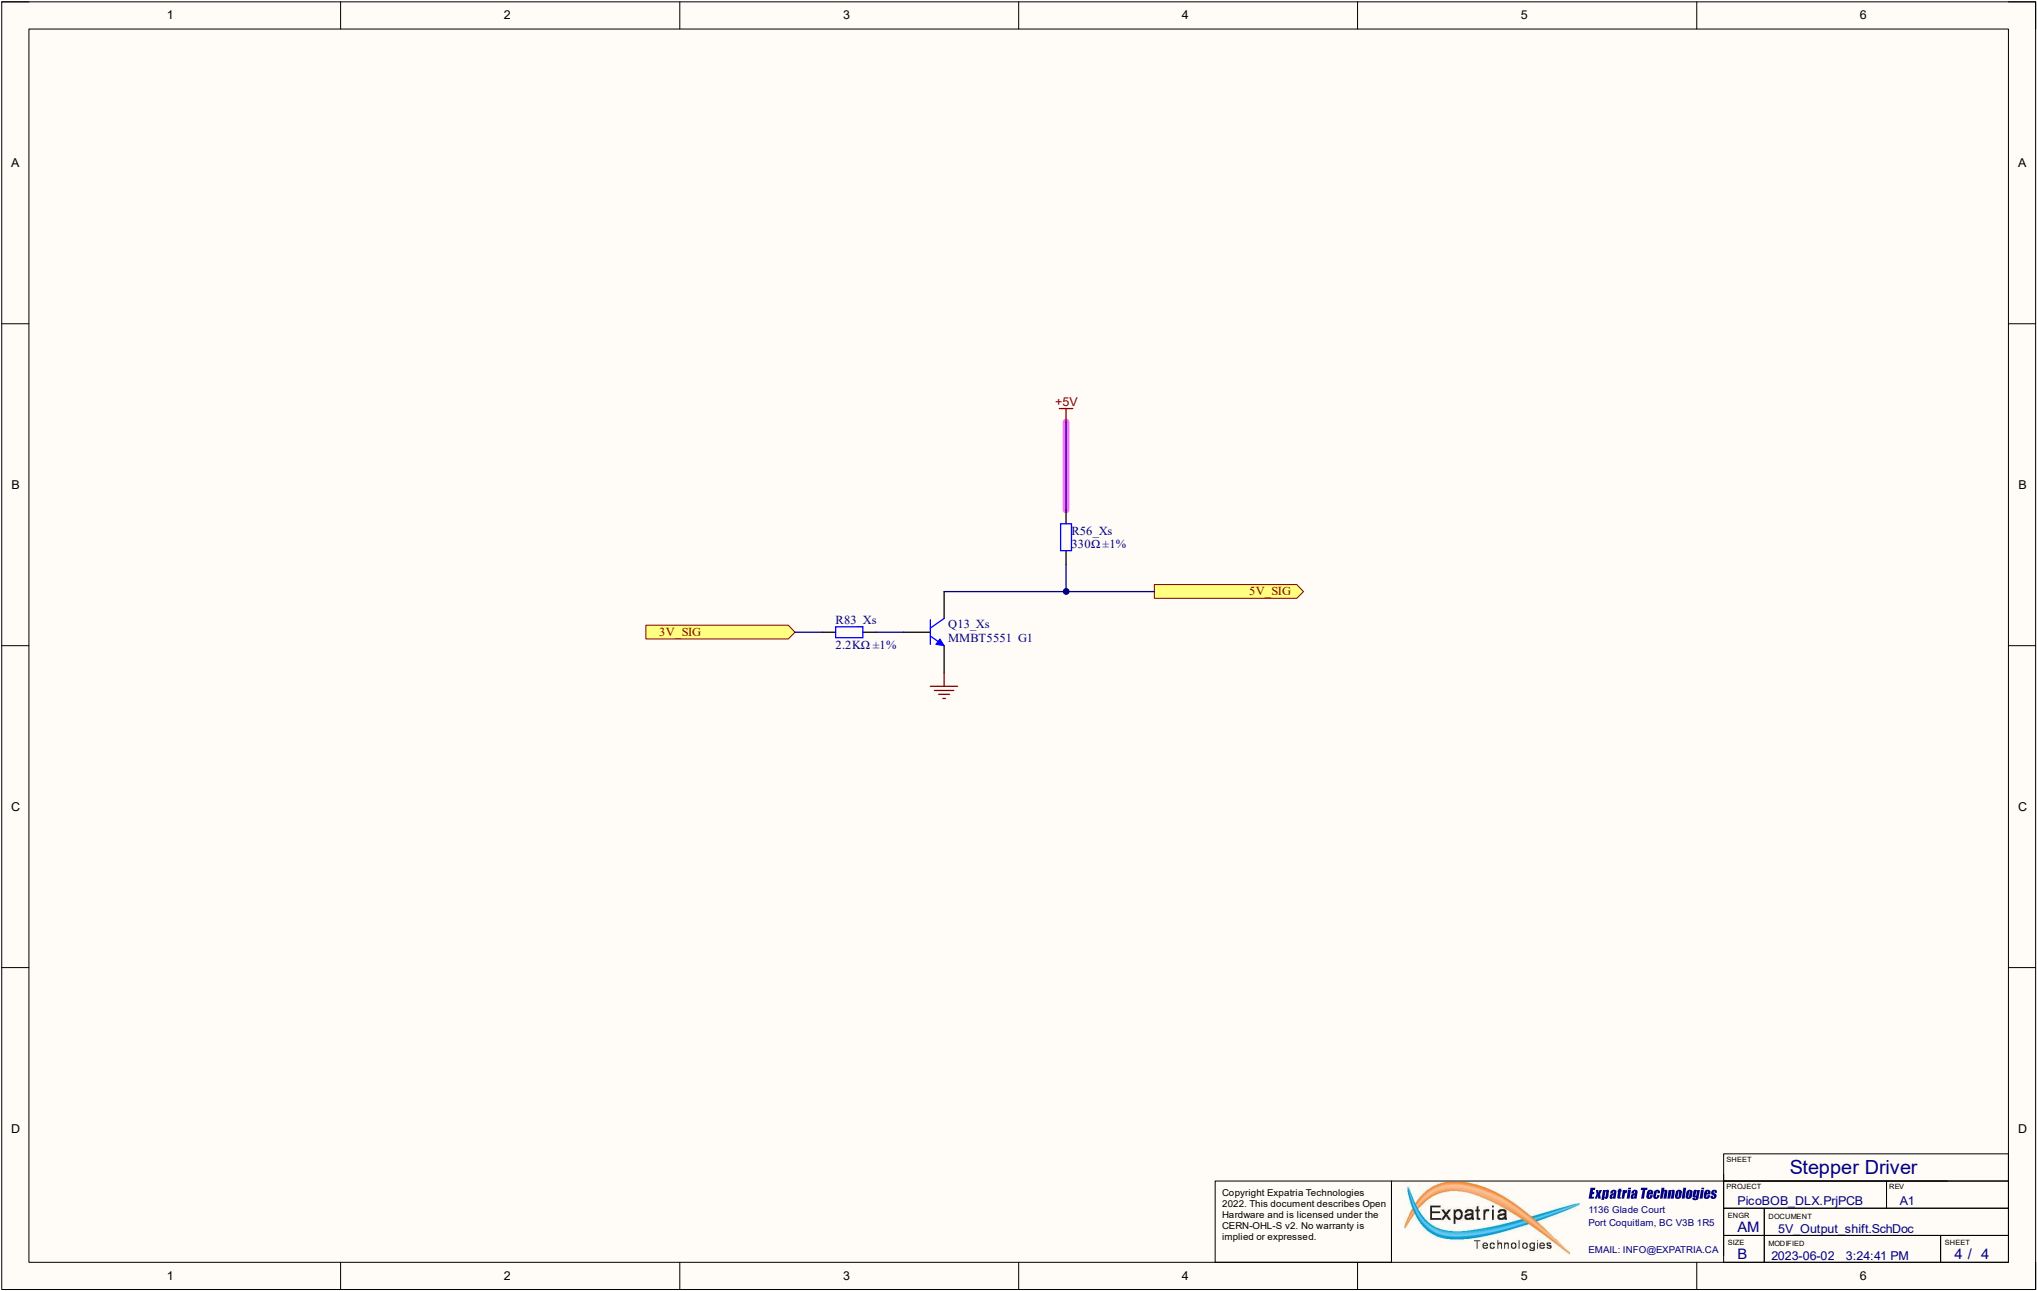 1 2 3 4 5 6
A A
+5V
B B
R56_Xs
330Ω±1%
5V_SIG
R83_Xs
3V_SIG
Q13_Xs
MMBT5551 G1
2.2KΩ±1%
C C
D D
SHEET
Stepper Driver
Copyright Expatria Technologies
2022. This document describes Open
Hardware and is licensed under the
CERN-OHL-S v2. No warranty is
implied or expressed.
Expatria
Technologies
Expatria Technologies
1136 Glade Court
Port Coquitlam, BC V3B 1R5
EMAIL: INFO@EXPATRIA.CA
PROJECT REV
PicoBOB_DLX.PrjPCB A1
ENGR DOCUMENT
AM 5V_Output_shift.SchDoc
SIZE MODIFIED SHEET
B 2023-06-02 3:24:41 PM 4 / 4
1 2 3 4 5 6